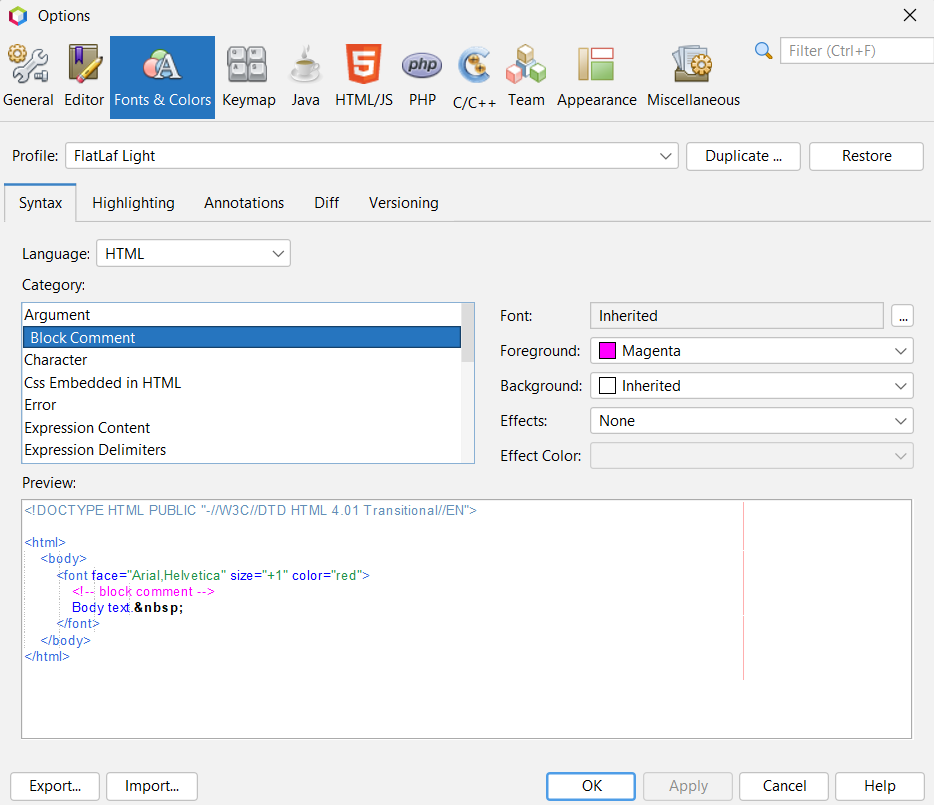 Options
General Editor Fonts & Colors Keymap Java HTML/JS PHP C/C++ Team Appearance Miscellaneous
Filter (Ctrl+F)
php
Profile: FlatLaf Light Duplicate ... Restore
Syntax Highlighting Annotations Diff Versioning
Language: HTML
Category:
Argument
Block Comment
Character
Css Embedded in HTML
Error
Expression Content
Expression Delimiters
Font: Inherited ...
Foreground: Magenta
Background: Inherited
Effects: None
Effect Color:
Preview:
<!DOCTYPE HTML PUBLIC "-//W3C//DTD HTML 4.01 Transitional//EN">
<html>
<body>
<font face="Arial,Helvetica" size="+1" color="red">
<!-- block comment -->
Body text.&nbsp;
</font>
</body>
</html>
Export... Import... OK Apply Cancel Help